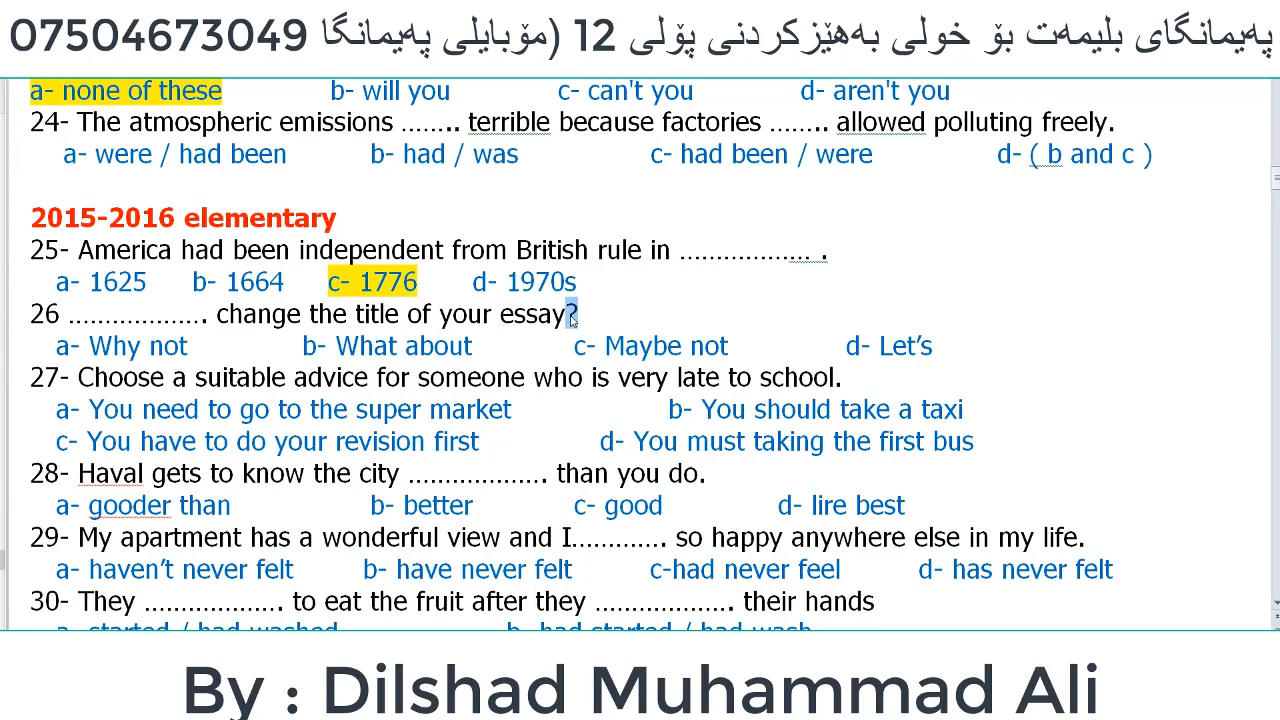 پەیمانگای بلیمەت بۆ خولی بەهێزکردنی پۆلی 12 (مۆبایلی پەیمانگا 07504673049
a- none of these b- will you c- can't you d- aren't you
24- The atmospheric emissions …….. terrible because factories …….. allowed polluting freely.
a- were / had been b- had / was c- had been / were d- ( b and c )
2015-2016 elementary
25- America had been independent from British rule in ……………… .
a- 1625 b- 1664 c- 1776 d- 1970s
26 ………………. change the title of your essay?
a- Why not b- What about c- Maybe not d- Let’s
27- Choose a suitable advice for someone who is very late to school.
a- You need to go to the super market b- You should take a taxi
c- You have to do your revision first d- You must taking the first bus
28- Haval gets to know the city ………………. than you do.
a- gooder than b- better c- good d- lire best
29- My apartment has a wonderful view and I…………. so happy anywhere else in my life.
a- haven’t never felt b- have never felt c-had never feel d- has never felt
30- They ………………. to eat the fruit after they ………………. their hands
a- started / had washed b- had started / had wash
By : Dilshad Muhammad Ali